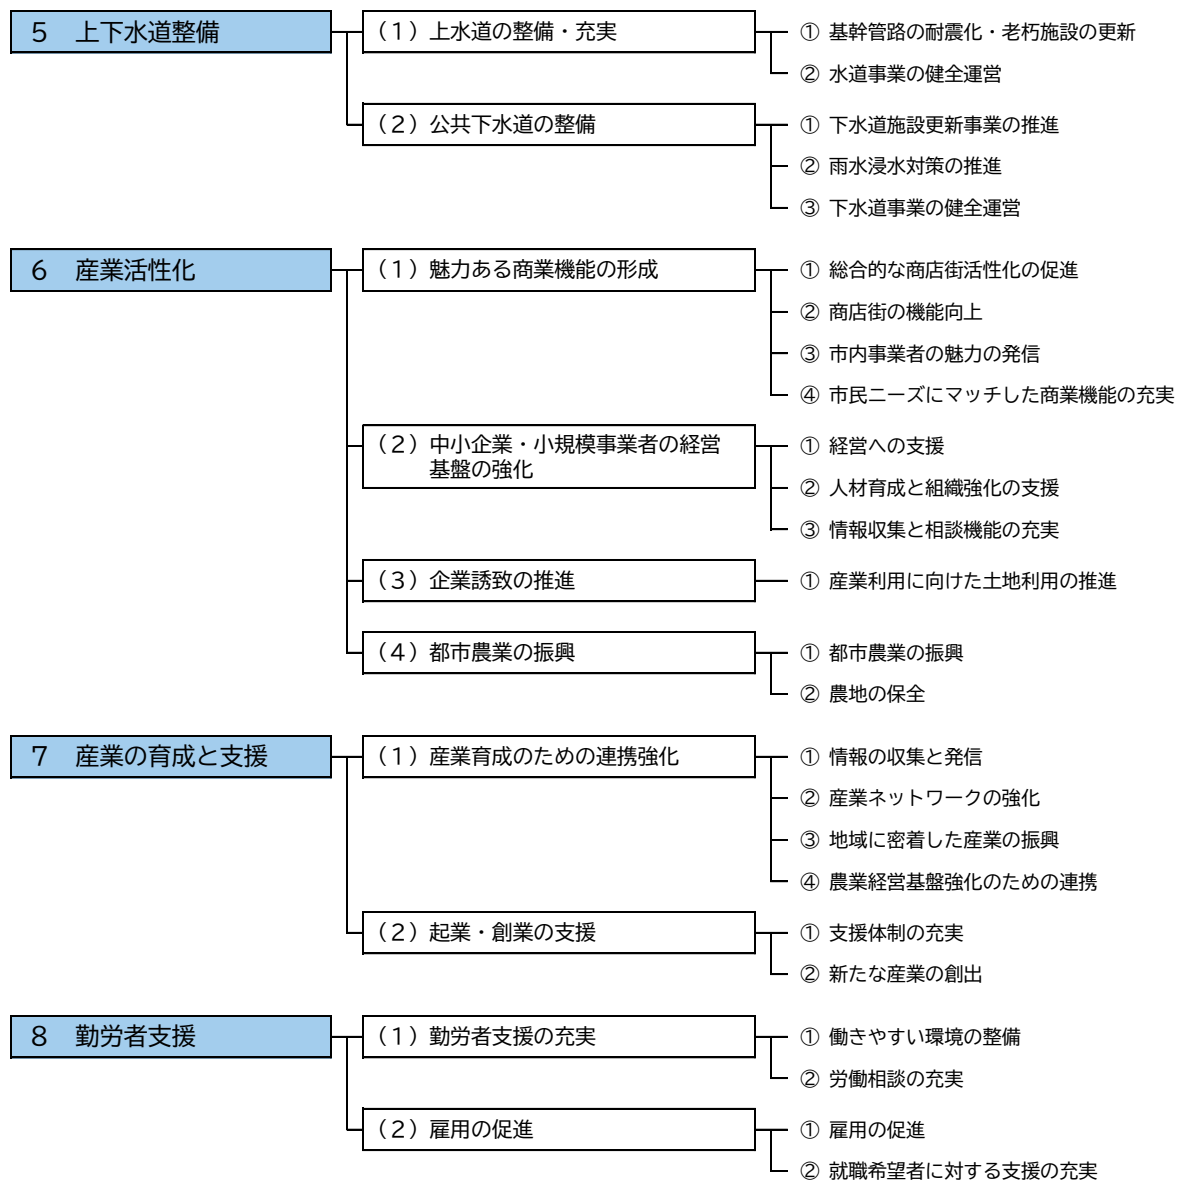 5　上下水道整備
（1）上水道の整備・充実
① 基幹管路の耐震化・老朽施設の更新
② 水道事業の健全運営
（2）公共下水道の整備
① 下水道施設更新事業の推進
② 雨水浸水対策の推進
③ 下水道事業の健全運営
6　産業活性化
（1）魅力ある商業機能の形成
① 総合的な商店街活性化の促進
② 商店街の機能向上
③ 市内事業者の魅力の発信
④ 市民ニーズにマッチした商業機能の充実
（2）中小企業・小規模事業者の経営
基盤の強化
① 経営への支援
② 人材育成と組織強化の支援
③ 情報収集と相談機能の充実
（3）企業誘致の推進
① 産業利用に向けた土地利用の推進
（4）都市農業の振興
① 都市農業の振興
② 農地の保全
7　産業の育成と支援
（1）産業育成のための連携強化
① 情報の収集と発信
② 産業ネットワークの強化
③ 地域に密着した産業の振興
④ 農業経営基盤強化のための連携
（2）起業・創業の支援
① 支援体制の充実
② 新たな産業の創出
8　勤労者支援
（1）勤労者支援の充実
① 働きやすい環境の整備
② 労働相談の充実
（2）雇用の促進
① 雇用の促進
② 就職希望者に対する支援の充実